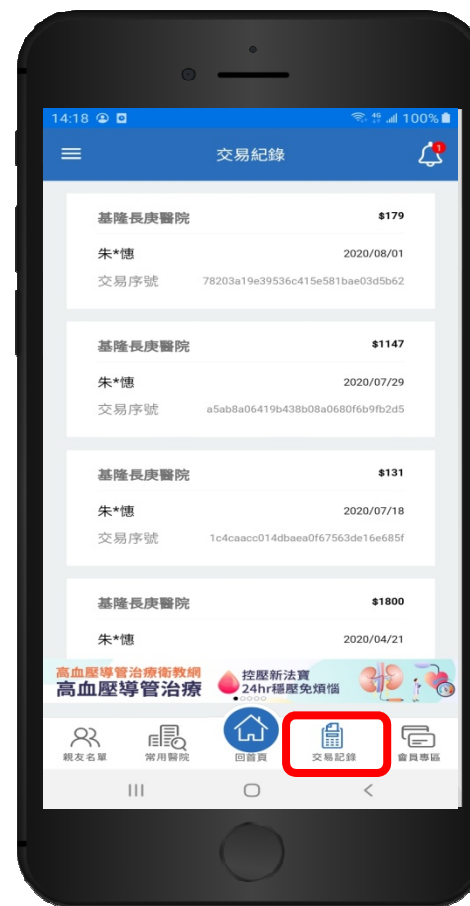 14:18 4G 100%
交易紀錄
1
基隆長庚醫院 $179
朱*憓 2020/08/01
交易序號 78203a19e39536c415e581bae03d5b62
基隆長庚醫院 $1147
朱*憓 2020/07/29
交易序號 a5ab8a06419b438b08a0680f6b9fb2d5
基隆長庚醫院 $131
朱*憓 2020/07/18
交易序號 1c4caacc014dbaea0f67563de16e685f
基隆長庚醫院 $1800
朱*憓 2020/04/21
高血壓導管治療衛教網
高血壓導管治療
控壓新法寶
24hr穩壓免煩惱
親友名單 常用醫院 回首頁 交易記錄 會員專區